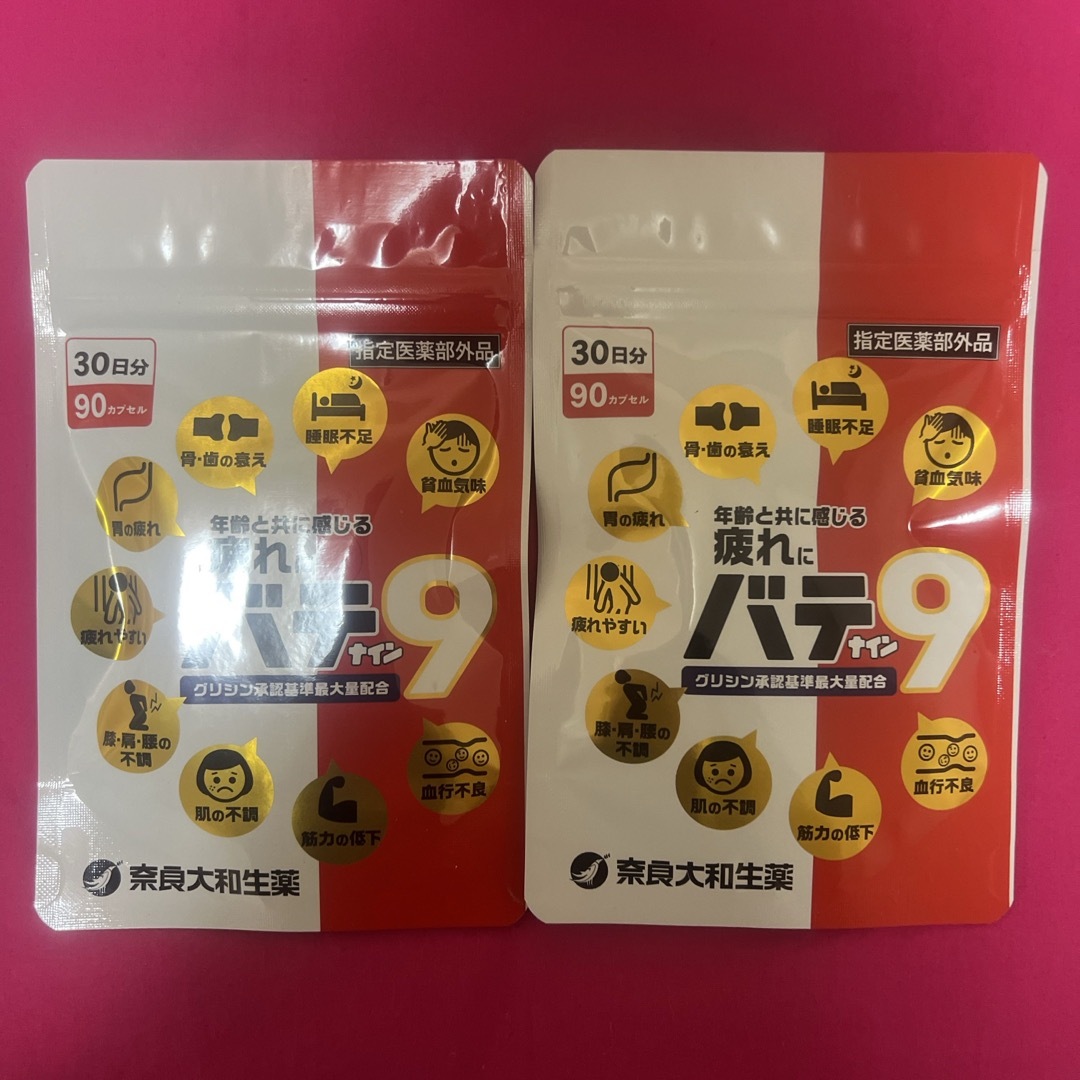 指定医薬部外品
30日分
90カプセル
睡眠不足
骨・歯の衰え
貧血気味
胃の疲れ
年齢と共に感じる
疲れに
バテ9
ナイン
疲れやすい
グリシン承認基準最大量配合
膝・肩・腰の
不調
血行不良
肌の不調
筋力の低下
奈良大和生薬
指定医薬部外品
30日分
90カプセル
睡眠不足
骨・歯の衰え
貧血気味
胃の疲れ
年齢と共に感じる
疲れに
バテ9
ナイン
疲れやすい
グリシン承認基準最大量配合
膝・肩・腰の
不調
血行不良
肌の不調
筋力の低下
奈良大和生薬